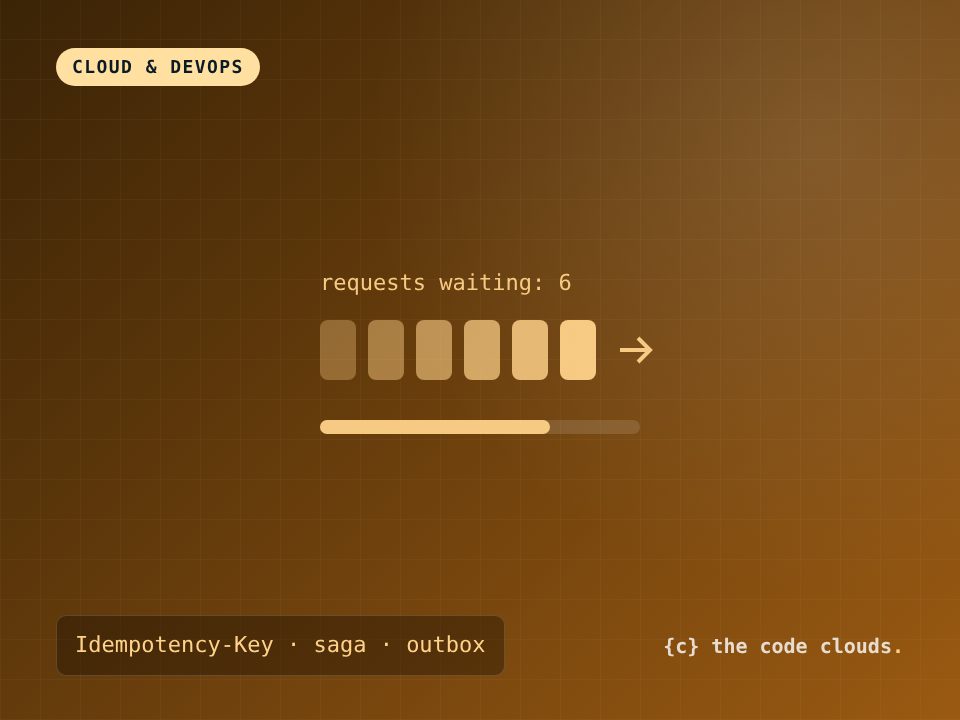 CLOUD & DEVOPS
requests waiting: 6
Idempotency-Key · saga · outbox
{c} the code clouds.